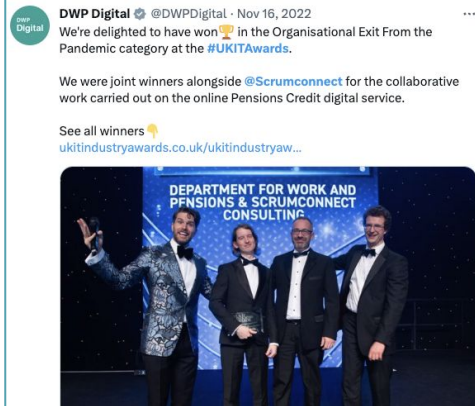 DWP Digital
DWP Digital @DWPDigital · Nov 16, 2022 ...
We're delighted to have won🏆 in the Organisational Exit From the
Pandemic category at the #UKITAwards.
We were joint winners alongside @Scrumconnect for the collaborative
work carried out on the online Pensions Credit digital service.
See all winners👇
ukitindustryawards.co.uk/ukitindustryaw...
DEPARTMENT FOR WORK AND
PENSIONS & SCRUMCONNECT
CONSULTING